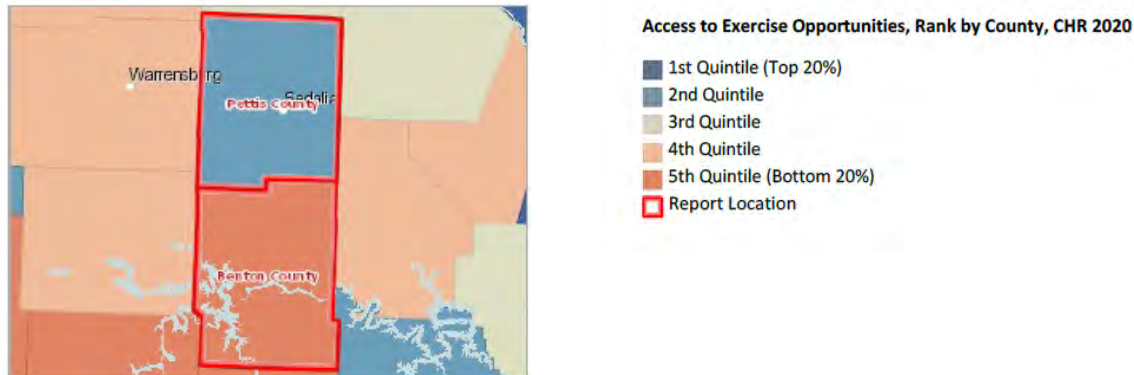 Warrensburg
Sedalia
Pettis County
Benton County
Access to Exercise Opportunities, Rank by County, CHR 2020
1st Quintile (Top 20%)
2nd Quintile
3rd Quintile
4th Quintile
5th Quintile (Bottom 20%)
Report Location